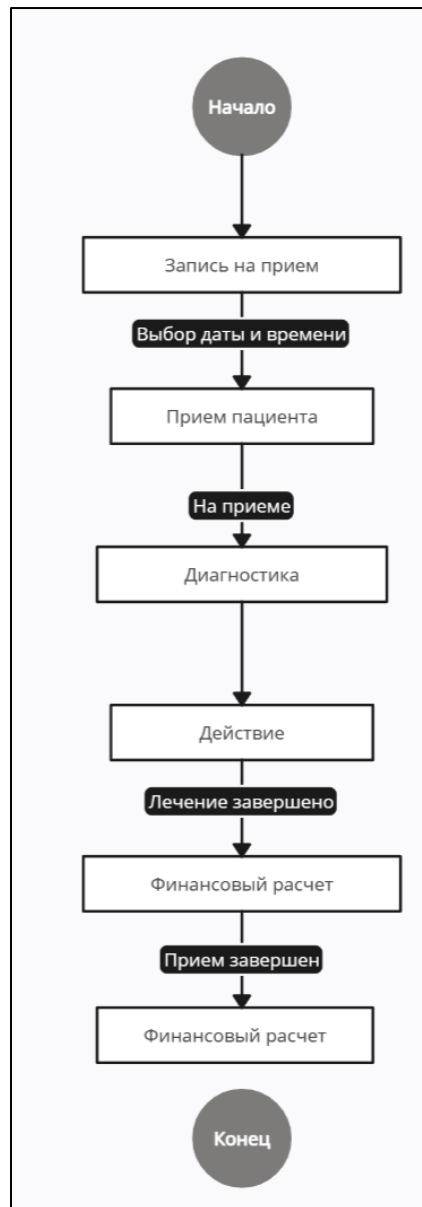 Начало
Запись на прием
Выбор даты и времени
Прием пациента
На приеме
Диагностика
Действие
Лечение завершено
Финансовый расчет
Прием завершен
Финансовый расчет
Конец